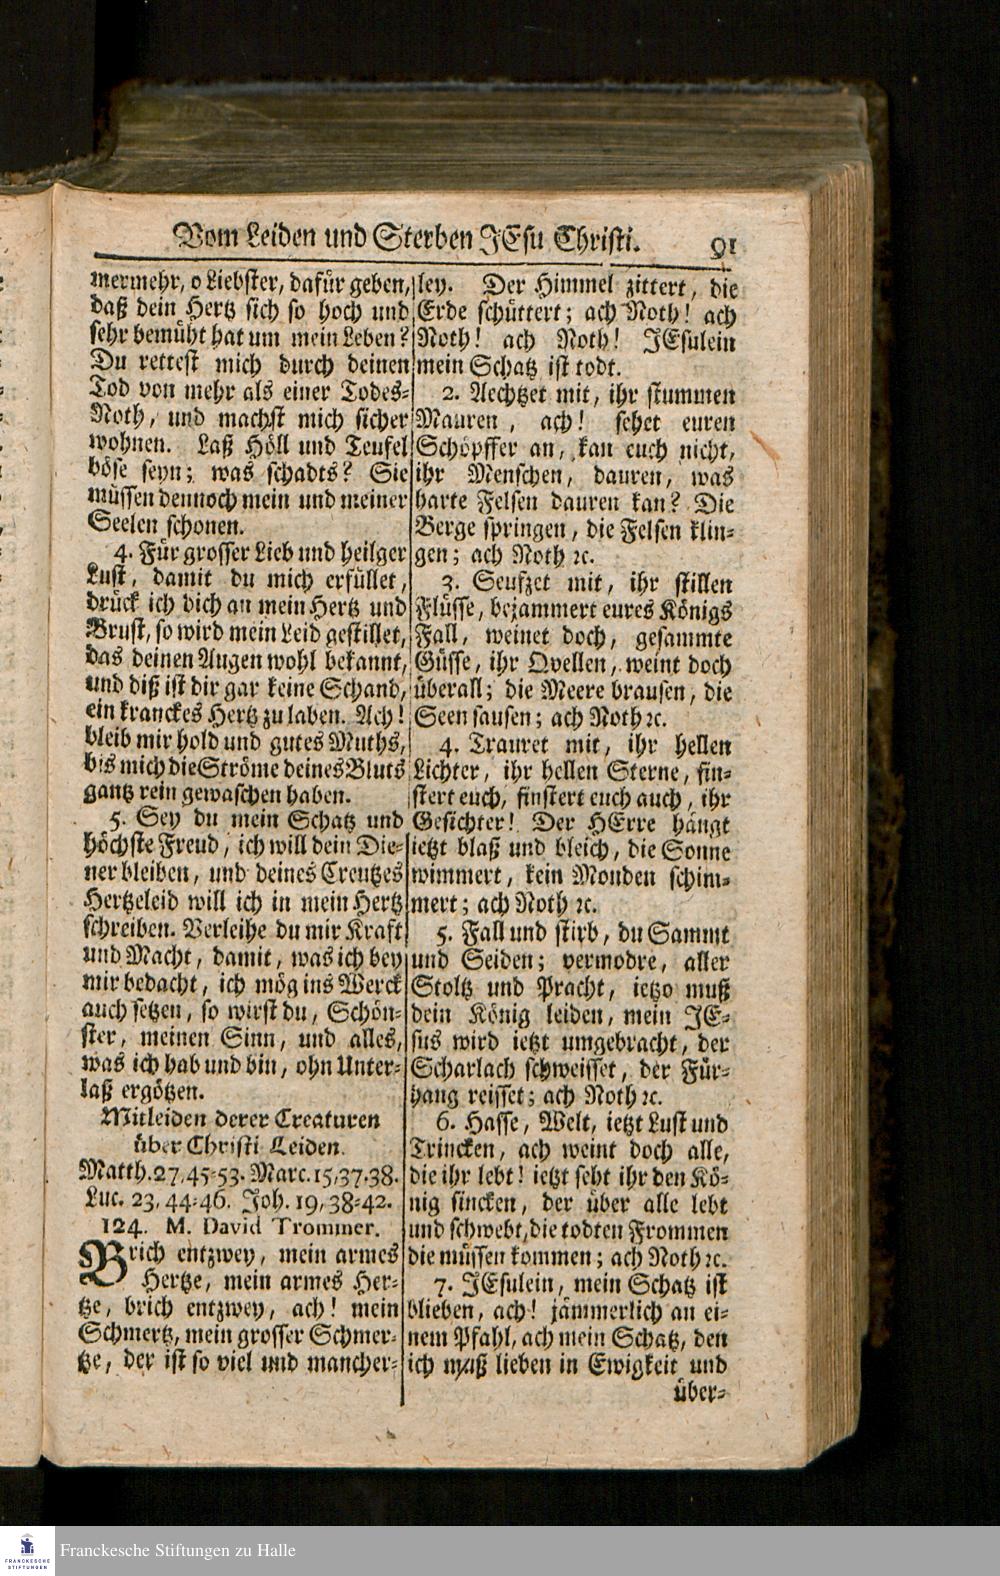 Vom Leiden und Sterben JEsu Christi. 91
mermehr, o Liebster, dafür geben,
daß dein Hertz sich so hoch und
sehr bemüht hat um mein Leben?
Du rettest mich durch deinen
Tod von mehr als einer Todes-
Noth, und machst mich sicher
wohnen. Laß Höll und Teufel
böse seyn; was schadts? Sie
müssen dennoch mein und meiner
Seelen schonen.
4. Für grosser Lieb und heilger
Lust, damit du mich erfüllet,
drück ich dich an mein Hertz und
Brust, so wird mein Leid gestillet,
das deinen Augen wohl bekannt,
und diß ist dir gar keine Schand,
ein kranckes Hertz zu laben. Ach!
bleib mir hold und gutes Muths,
bis mich die Ströme deines Bluts
gantz rein gewaschen haben.
5. Sey du mein Schatz und
höchste Freud, ich will dein Die-
ner bleiben, und deines Creutzes
Hertzeleid will ich in mein Hertz
schreiben. Verleihe du mir Kraft
und Macht, damit, was ich bey
mir bedacht, ich mög ins Werck
auch setzen, so wirst du, Schön-
ster, meinen Sinn, und alles,
was ich hab und bin, ohn Unter-
laß ergötzen.
Mitleiden derer Creaturen
über Christi Leiden.
Matth. 27, 45-53. Marc. 15, 37. 38.
Luc. 23, 44-46. Joh. 19, 38-42.
124. M. David Trommer.
Brich entzwey, mein armes
Hertze, mein armes Her-
tze, brich entzwey, ach! mein
Schmertz, mein grosser Schmer-
tze, der ist so viel und mancher-
ley. Der Himmel zittert, die
Erde schüttert; ach Noth! ach
Noth! ach Noth! JEsulein
mein Schatz ist todt.
2. Aechtzet mit, ihr stummen
Mauren, ach! sehet euren
Schöpffer an, kan euch nicht,
ihr Menschen, dauren, was
harte Felsen dauren kan? Die
Berge springen, die Felsen klin-
gen; ach Noth ꝛc.
3. Seufzet mit, ihr stillen
Flüsse, bejammert eures Königs
Fall, weinet doch, gesammte
Güsse, ihr Qvellen, weint doch
überall; die Meere brausen, die
Seen sausen; ach Noth ꝛc.
4. Trauret mit, ihr hellen
Lichter, ihr hellen Sterne, fin-
stert euch, finstert euch auch, ihr
Gesichter! Der HErre hängt
ietzt blaß und bleich, die Sonne
wimmert, kein Monden schim-
mert; ach Noth ꝛc.
5. Fall und stirb, du Sammt
und Seiden; vermodre, aller
Stoltz und Pracht, ietzo muß
dein König leiden, mein JE-
sus wird ietzt umgebracht, der
Scharlach schweisset, der Für-
hang reisset; ach Noth ꝛc.
6. Hasse, Welt, ietzt Lust und
Trincken, ach weint doch alle,
die ihr lebt! ietzt seht ihr den Kö-
nig sincken, der über alle lebt
und schwebt, die todten Frommen
die müssen kommen; ach Noth ꝛc.
7. JEsulein, mein Schatz ist
blieben, ach! jämmerlich an ei-
nem Pfahl, ach mein Schatz, den
ich muß lieben in Ewigkeit und
über-
FRANCKESCHE
STIFTUNGEN
Franckesche Stiftungen zu Halle